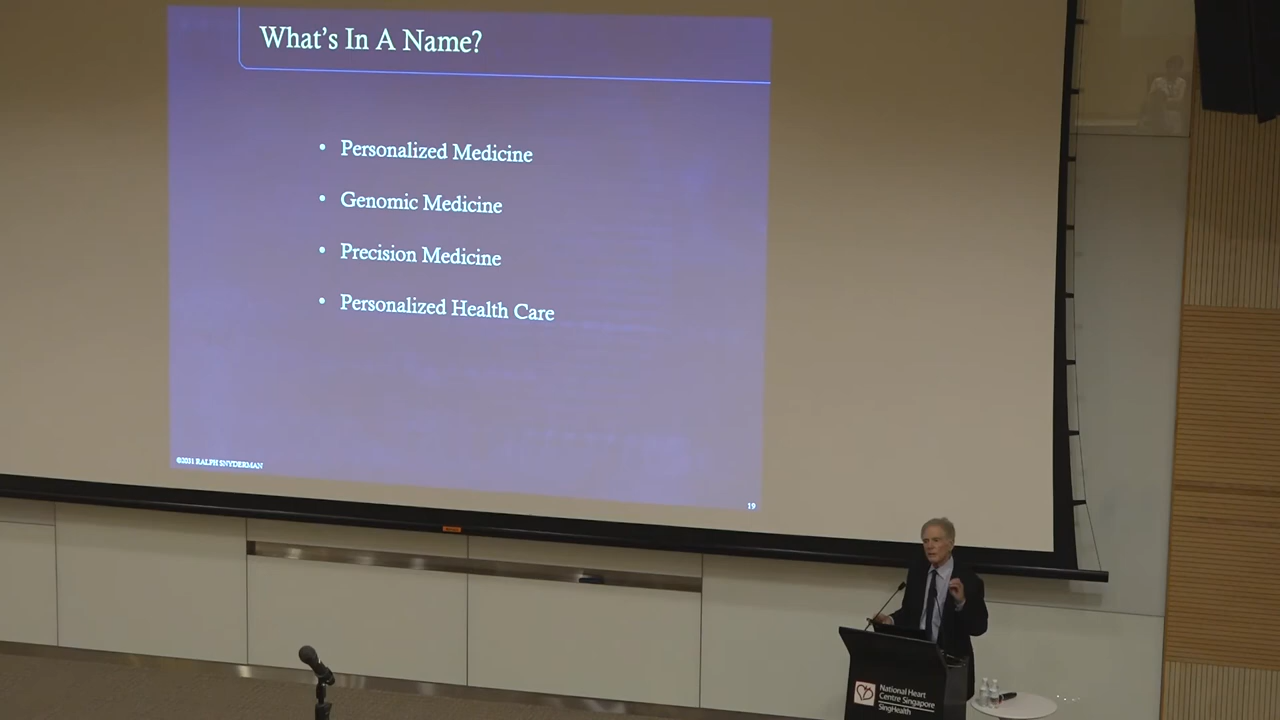 What's In A Name?
• Personalized Medicine
• Genomic Medicine
• Precision Medicine
• Personalized Health Care
©2031 RALPH SNYDERMAN
19
National Heart
Centre Singapore
SingHealth